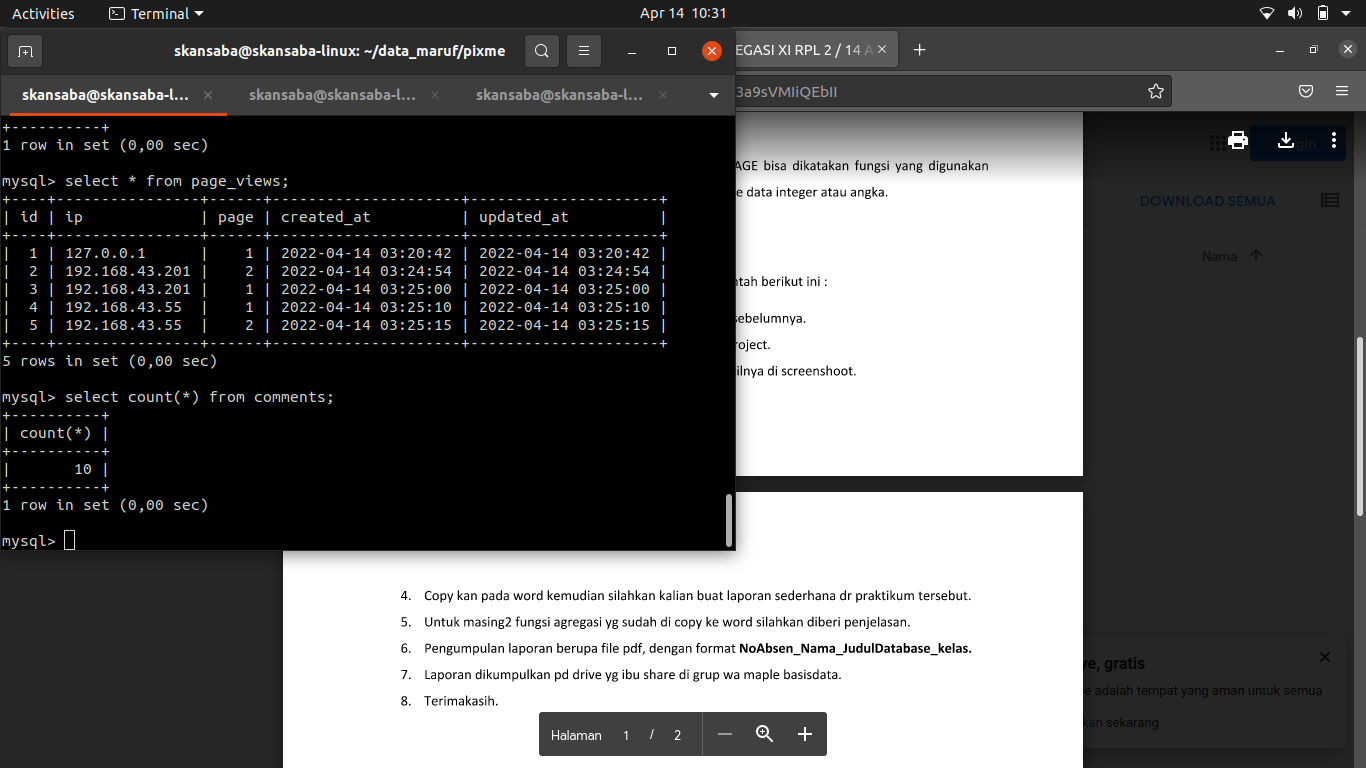 Activities
Terminal
Apr 14 10:31
skansaba@skansaba-linux: ~/data_maruf/pixme
EGASI XI RPL 2 / 14 A
skansaba@skansaba-l...
skansaba@skansaba-l...
skansaba@skansaba-l...
3a9sVMIiQEbII
+----------+
1 row in set (0,00 sec)
mysql> select * from page_views;
+----+----------------+------+---------------------+---------------------+
| id | ip             | page | created_at          | updated_at          |
+----+----------------+------+---------------------+---------------------+
|  1 | 127.0.0.1      |    1 | 2022-04-14 03:20:42 | 2022-04-14 03:20:42 |
|  2 | 192.168.43.201 |    2 | 2022-04-14 03:24:54 | 2022-04-14 03:24:54 |
|  3 | 192.168.43.201 |    1 | 2022-04-14 03:25:00 | 2022-04-14 03:25:00 |
|  4 | 192.168.43.55  |    1 | 2022-04-14 03:25:10 | 2022-04-14 03:25:10 |
|  5 | 192.168.43.55  |    2 | 2022-04-14 03:25:15 | 2022-04-14 03:25:15 |
+----+----------------+------+---------------------+---------------------+
5 rows in set (0,00 sec)
mysql> select count(*) from comments;
+----------+
| count(*) |
+----------+
|       10 |
+----------+
1 row in set (0,00 sec)
mysql>
AGE bisa dikatakan fungsi yang digunakan
e data integer atau angka.
ntah berikut ini :
sebelumnya.
roject.
ilnya di screenshoot.
gin
DOWNLOAD SEMUA
Nama
4. Copy kan pada word kemudian silahkan kalian buat laporan sederhana dr praktikum tersebut.
5. Untuk masing2 fungsi agregasi yg sudah di copy ke word silahkan diberi penjelasan.
6. Pengumpulan laporan berupa file pdf, dengan format NoAbsen_Nama_JudulDatabase_kelas.
7. Laporan dikumpulkan pd drive yg ibu share di grup wa maple basisdata.
8. Terimakasih.
Halaman 1 / 2
ve, gratis
e adalah tempat yang aman untuk semua
kan sekarang